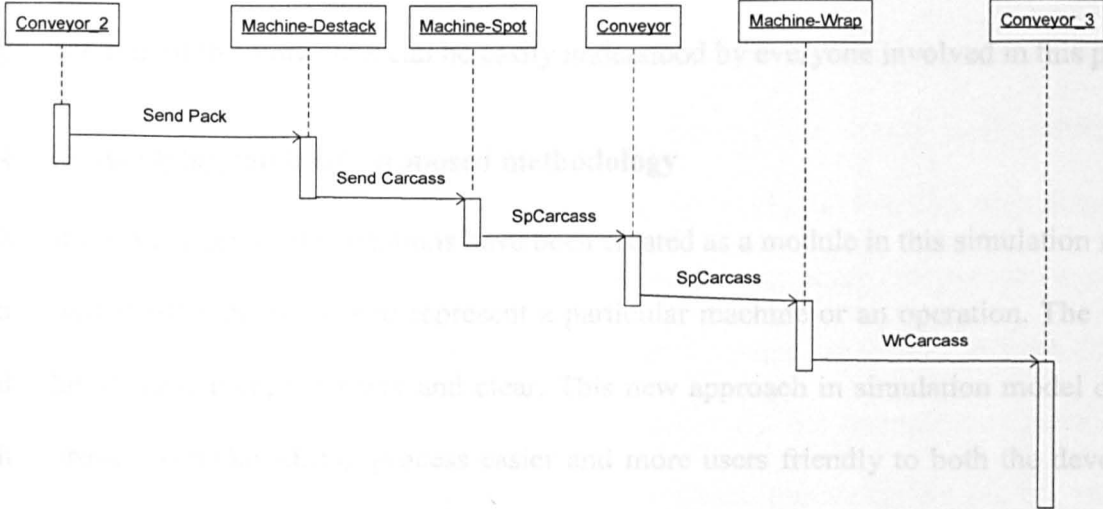 Conveyor_2
Machine-Destack
Machine-Spot
Conveyor
Machine-Wrap
Conveyor_3
Send Pack
Send Carcass
SpCarcass
SpCarcass
WrCarcass
easily understood by everyone involved in this p
methodology
as a module in this simulation
represent a particular machine or an operation. The
and clear. This new approach in simulation model
process easier and more users friendly to both the deve